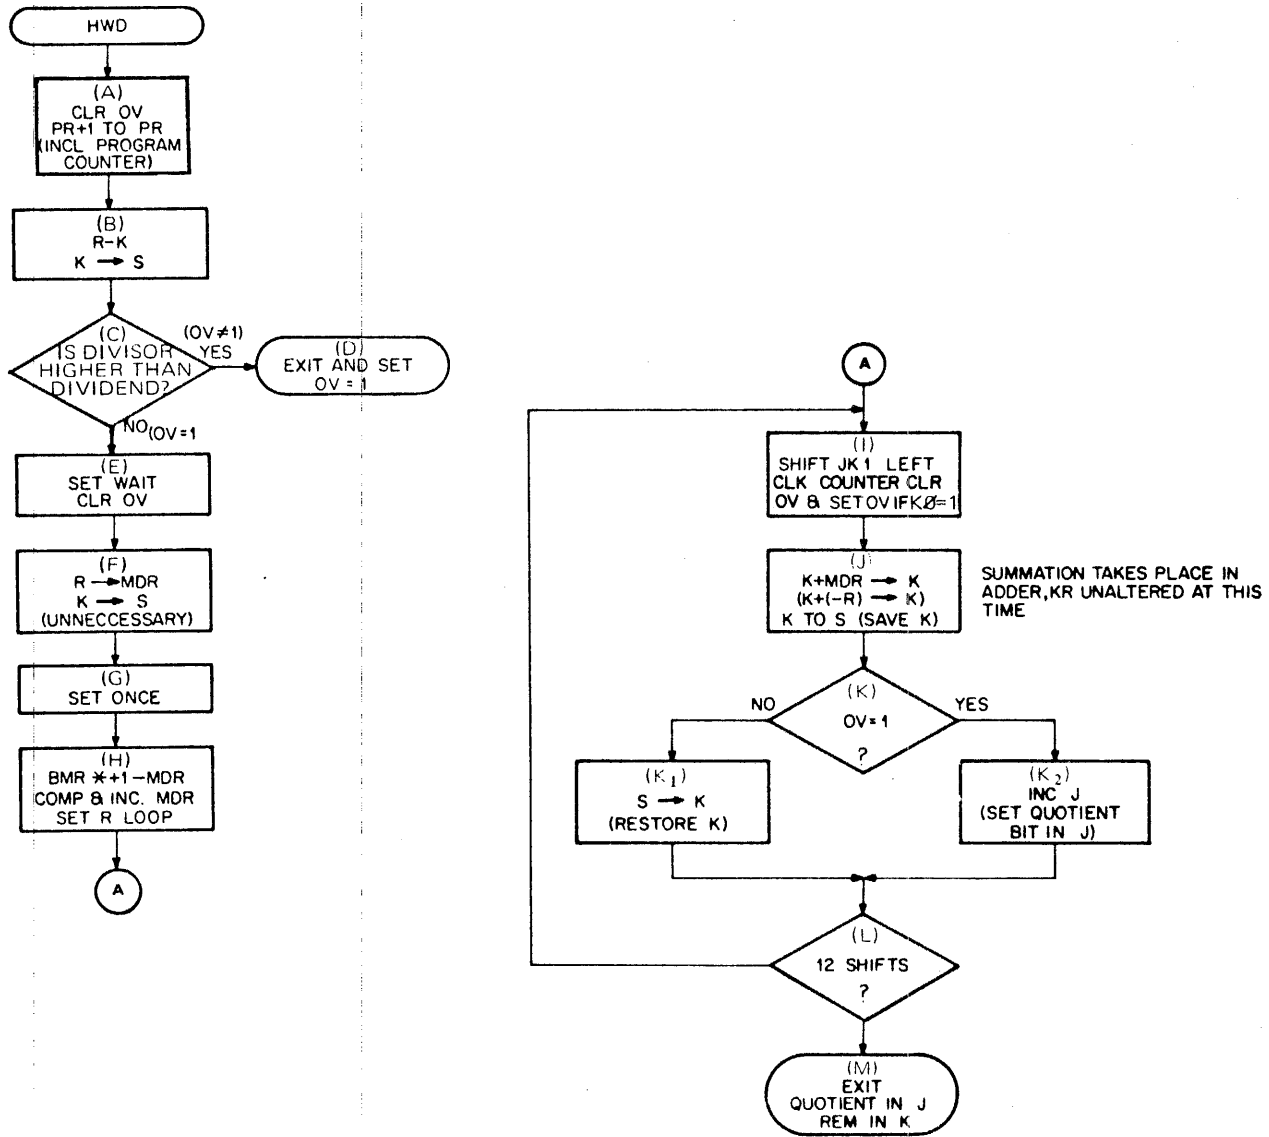 HWD
(A)
CLR OV
PR+1 TO PR
(INCL PROGRAM
COUNTER)
(B)
R-K
K → S
(C)
IS DIVISOR
HIGHER THAN
DIVIDEND?
(OV≠1)
YES
(D)
EXIT AND SET
OV = 1
NO (OV=1
(E)
SET WAIT
CLR OV
(F)
R → MDR
K → S
(UNNECCESSARY)
(G)
SET ONCE
(H)
BMR *+1-MDR
COMP & INC. MDR
SET R LOOP
A
A
(I)
SHIFT JK 1 LEFT
CLK COUNTER CLR
OV & SET OV IF KØ=1
(J)
K+MDR → K
(K+(-R) → K)
K TO S (SAVE K)
SUMMATION TAKES PLACE IN
ADDER, KR UNALTERED AT THIS
TIME
(K)
OV=1
?
NO
YES
(K1)
S → K
(RESTORE K)
(K2)
INC J
(SET QUOTIENT
BIT IN J)
(L)
12 SHIFTS
?
(M)
EXIT
QUOTIENT IN J
REM IN K